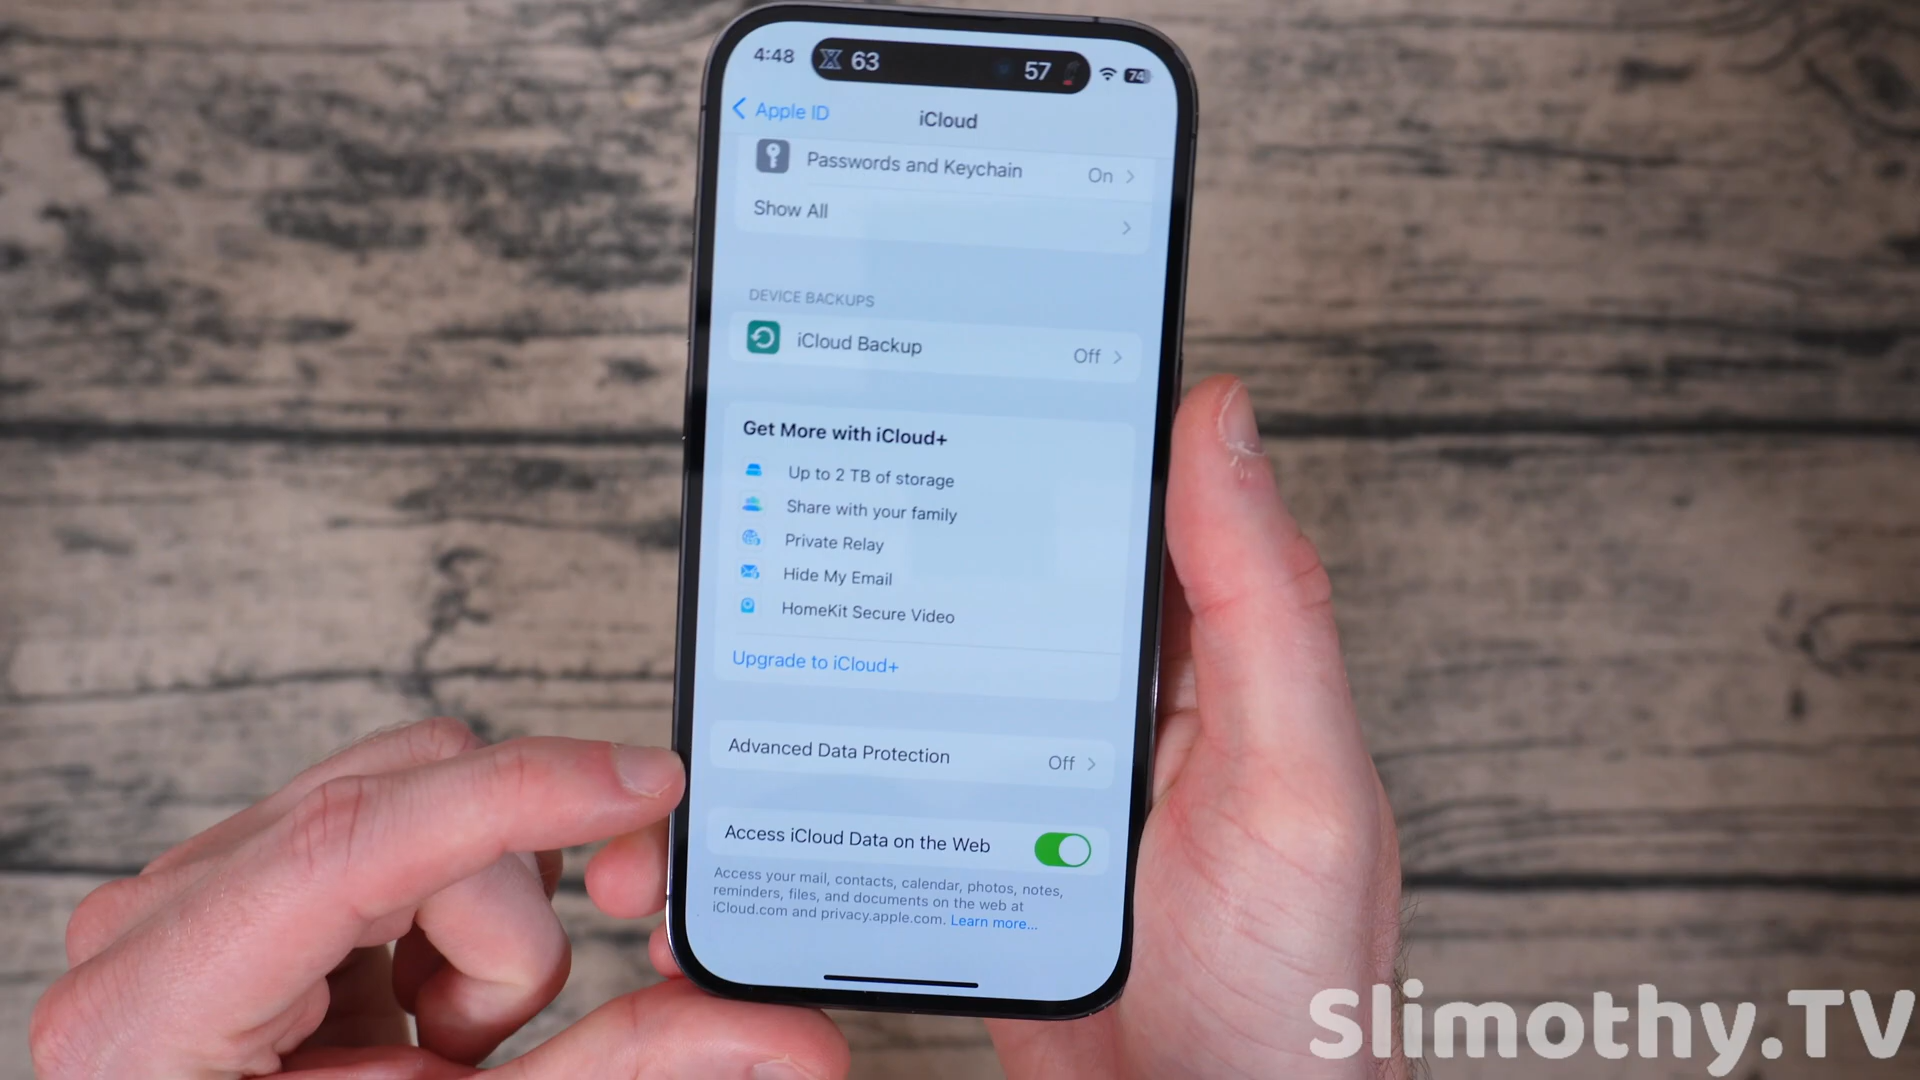 4:48
63
57
74
Apple ID
iCloud
Passwords and Keychain
On
Show All
DEVICE BACKUPS
iCloud Backup
Off
Get More with iCloud+
Up to 2 TB of storage
Share with your family
Private Relay
Hide My Email
HomeKit Secure Video
Upgrade to iCloud+
Advanced Data Protection
Off
Access iCloud Data on the Web
Access your mail, contacts, calendar, photos, notes,
reminders, files, and documents on the web at
iCloud.com and privacy.apple.com. Learn more...
Slimothy.TV